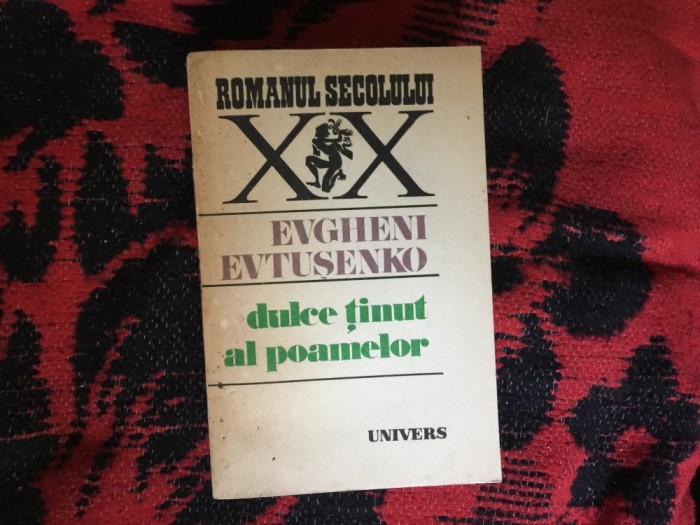 ROMANUL SECOLULUI
XX
EVGHENI
EVTUŞENKO
dulce ţinut
al poamelor
UNIVERS